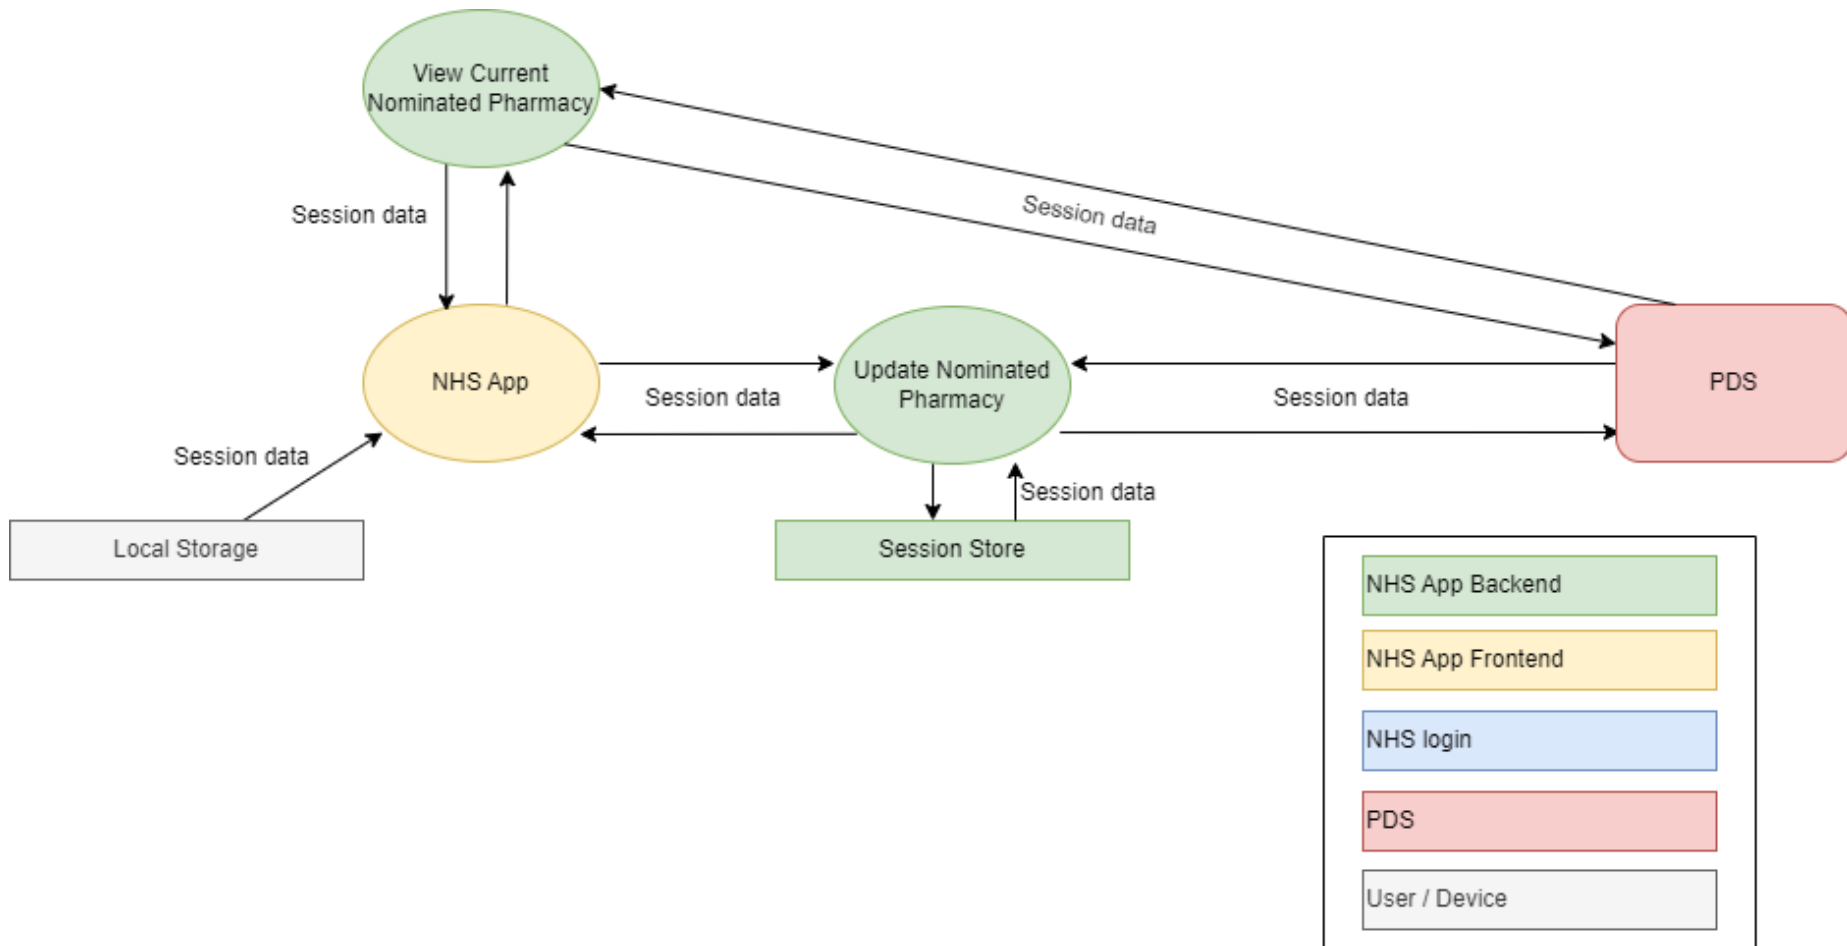 View Current
Nominated Pharmacy
Session data
Session data
NHS App
Update Nominated
Pharmacy
PDS
Session data
Session data
Session data
Session data
Local Storage
Session Store
NHS App Backend
NHS App Frontend
NHS login
PDS
User / Device